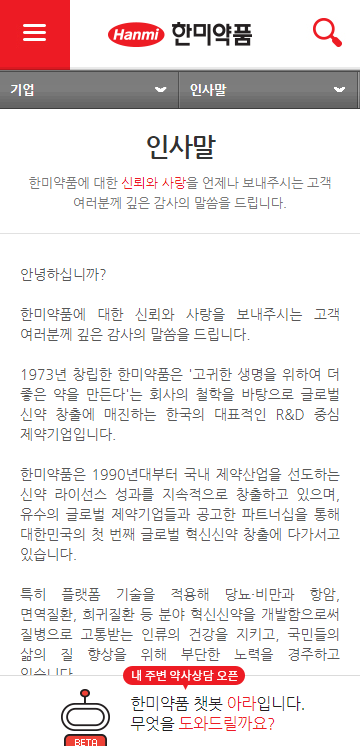 Hanmi 한미약품
기업 인사말
인사말
한미약품에 대한 신뢰와 사랑을 언제나 보내주시는 고객
여러분께 깊은 감사의 말씀을 드립니다.
안녕하십니까?
한미약품에 대한 신뢰와 사랑을 보내주시는 고객
여러분께 깊은 감사의 말씀을 드립니다.
1973년 창립한 한미약품은 '고귀한 생명을 위하여 더
좋은 약을 만든다'는 회사의 철학을 바탕으로 글로벌
신약 창출에 매진하는 한국의 대표적인 R&D 중심
제약기업입니다.
한미약품은 1990년대부터 국내 제약산업을 선도하는
신약 라이선스 성과를 지속적으로 창출하고 있으며,
유수의 글로벌 제약기업들과 공고한 파트너십을 통해
대한민국의 첫 번째 글로벌 혁신신약 창출에 다가서고
있습니다.
특히 플랫폼 기술을 적용해 당뇨·비만과 항암,
면역질환, 희귀질환 등 분야 혁신신약을 개발함으로써
질병으로 고통받는 인류의 건강을 지키고, 국민들의
삶의 질 향상을 위해 부단한 노력을 경주하고
있습니다.
내 주변 약사상담 오픈
한미약품 챗봇 아라입니다.
무엇을 도와드릴까요?
BETA